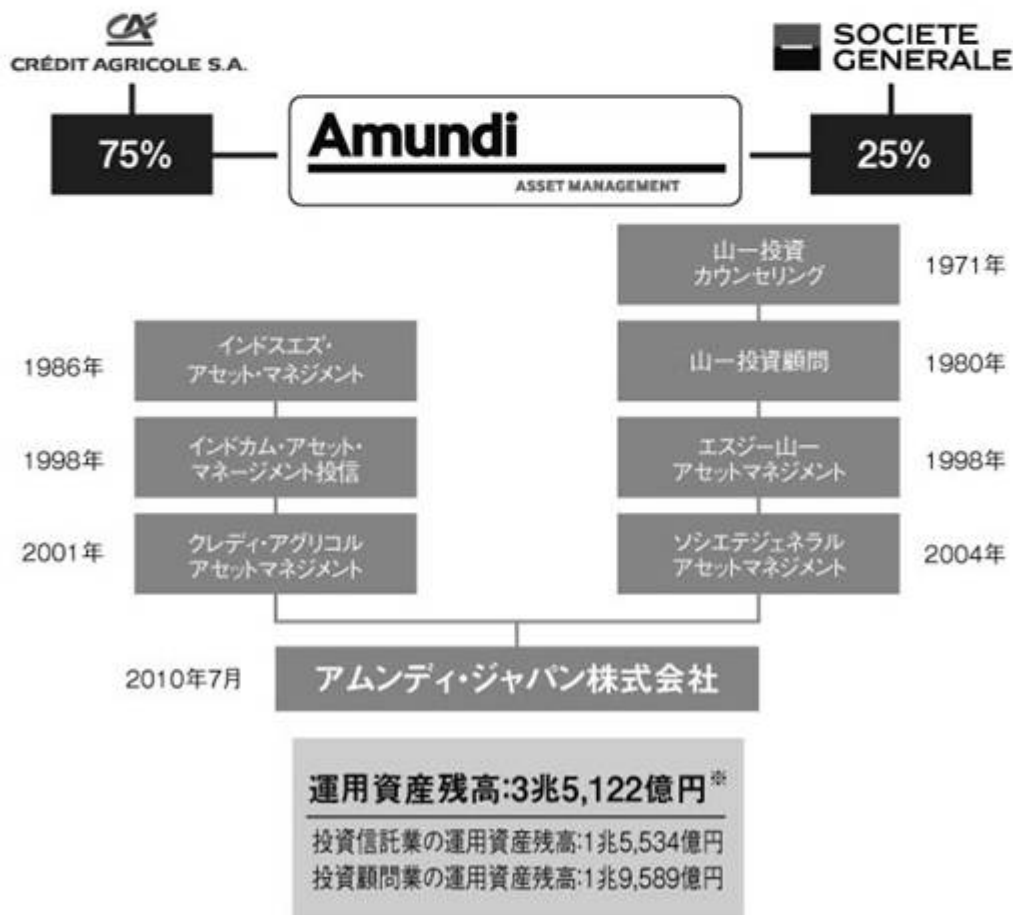 CRÉDIT AGRICOLE S.A.
SOCIETE
GENERALE
75%
Amundi
ASSET MANAGEMENT
25%
山一投資
カウンセリング
1971年
1986年
インドスエズ・
アセット・マネジメント
山一投資顧問
1980年
1998年
インドカム・アセット・
マネージメント投信
エスジー山一
アセットマネジメント
1998年
2001年
クレディ・アグリコル
アセットマネジメント
ソシエテジェネラル
アセットマネジメント
2004年
2010年7月
アムンディ・ジャパン株式会社
運用資産残高:3兆5,122億円※
投資信託業の運用資産残高:1兆5,534億円
投資顧問業の運用資産残高:1兆9,589億円